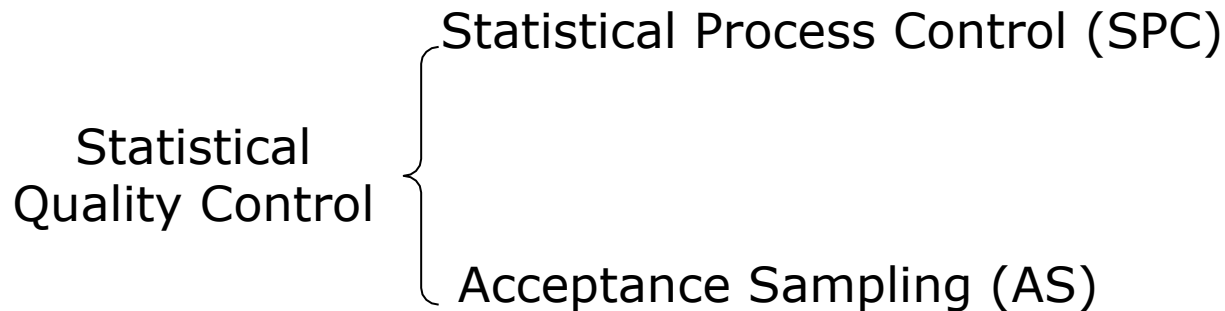 Statistical Process Control (SPC)
Statistical
Quality Control
Acceptance Sampling (AS)